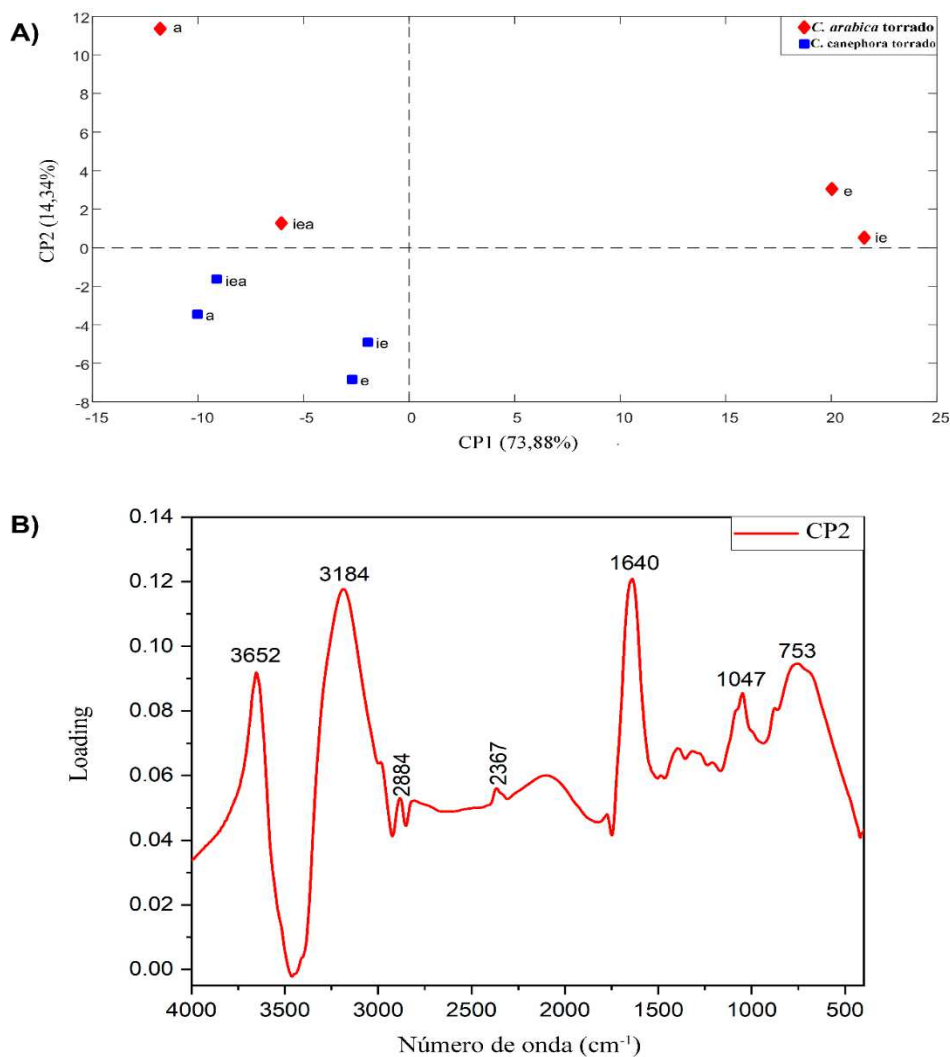 A)
12
10
8
6
4
2
0
-2
-4
-6
-8
CP2 (14,34%)
C. arabica torrado
C. canephora torrado
a
iea
e
ie
iea
a
ie
e
-15
-10
-5
0
5
10
15
20
25
CP1 (73,88%)
B)
0.14
0.12
0.10
0.08
0.06
0.04
0.02
0.00
Loading
CP2
3652
3184
2884
2367
1640
1047
753
4000
3500
3000
2500
2000
1500
1000
500
Número de onda (cm⁻¹)